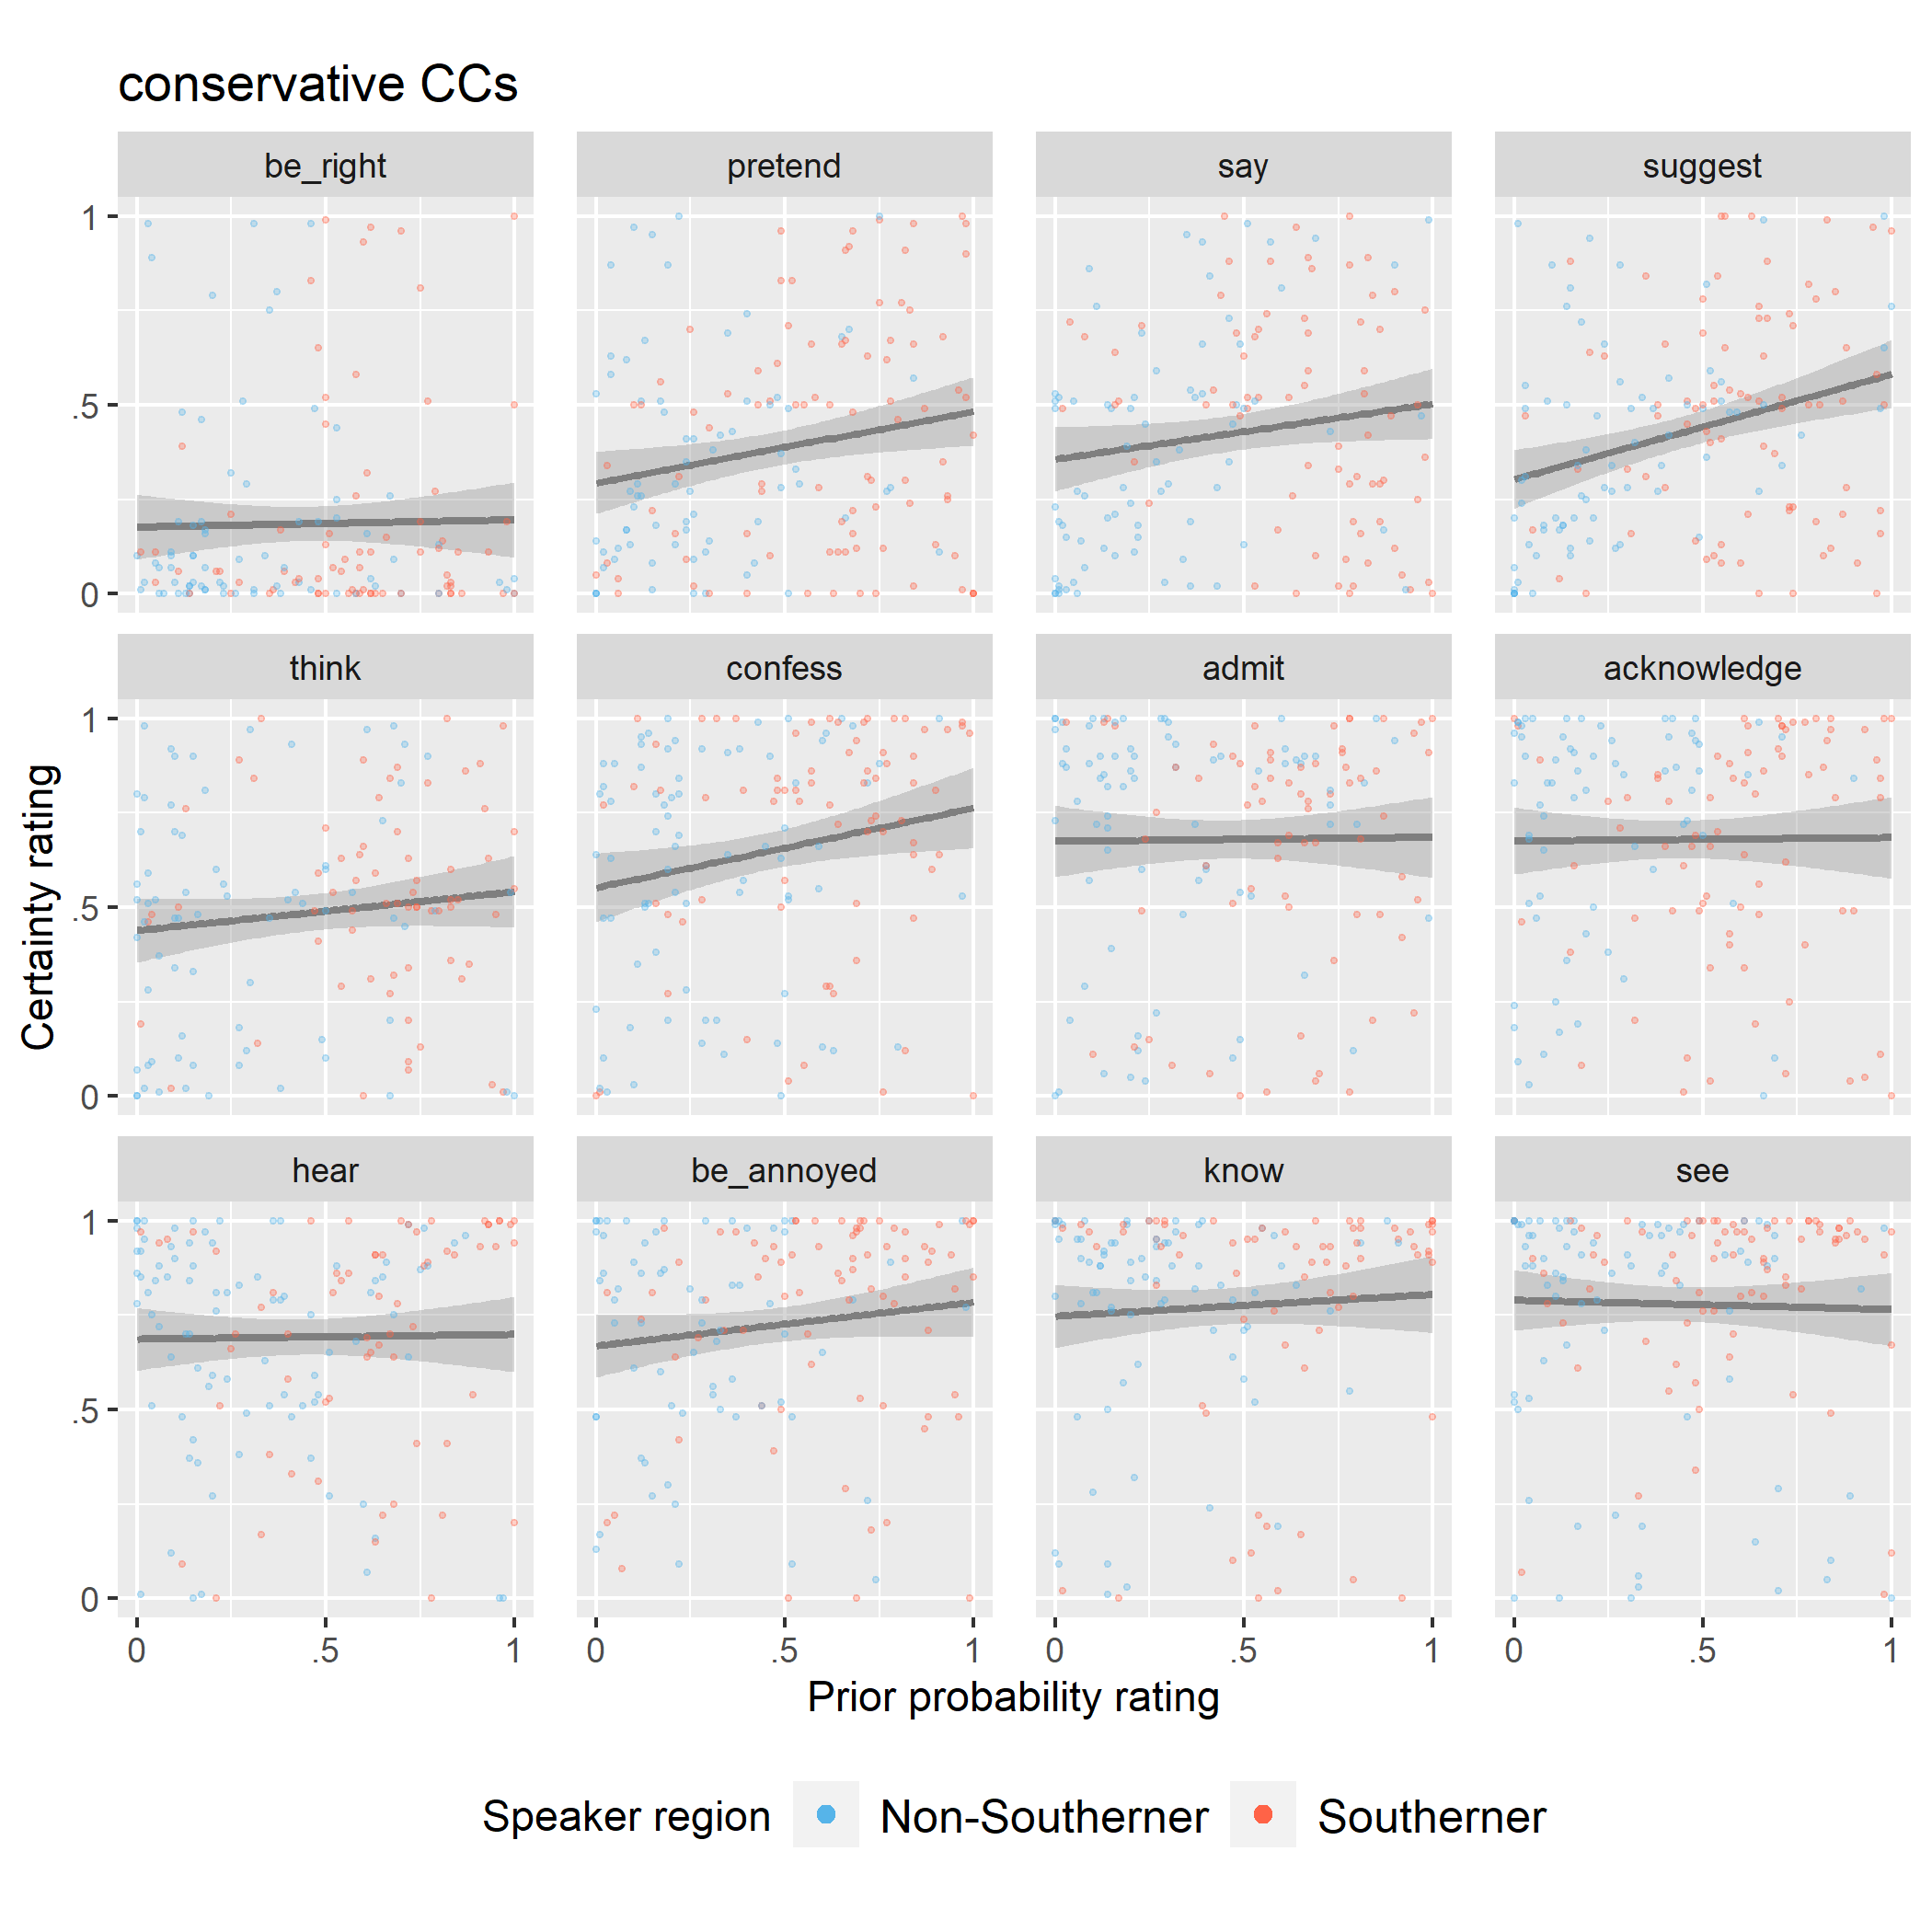 conservative CCs
be_right pretend say suggest
1
.5
0
think confess admit acknowledge
1
.5
0
hear be_annoyed know see
1
.5
0
0 .5 1 0 .5 1 0 .5 1 0 .5 1
Certainty rating
Prior probability rating
Speaker region Non-Southerner Southerner